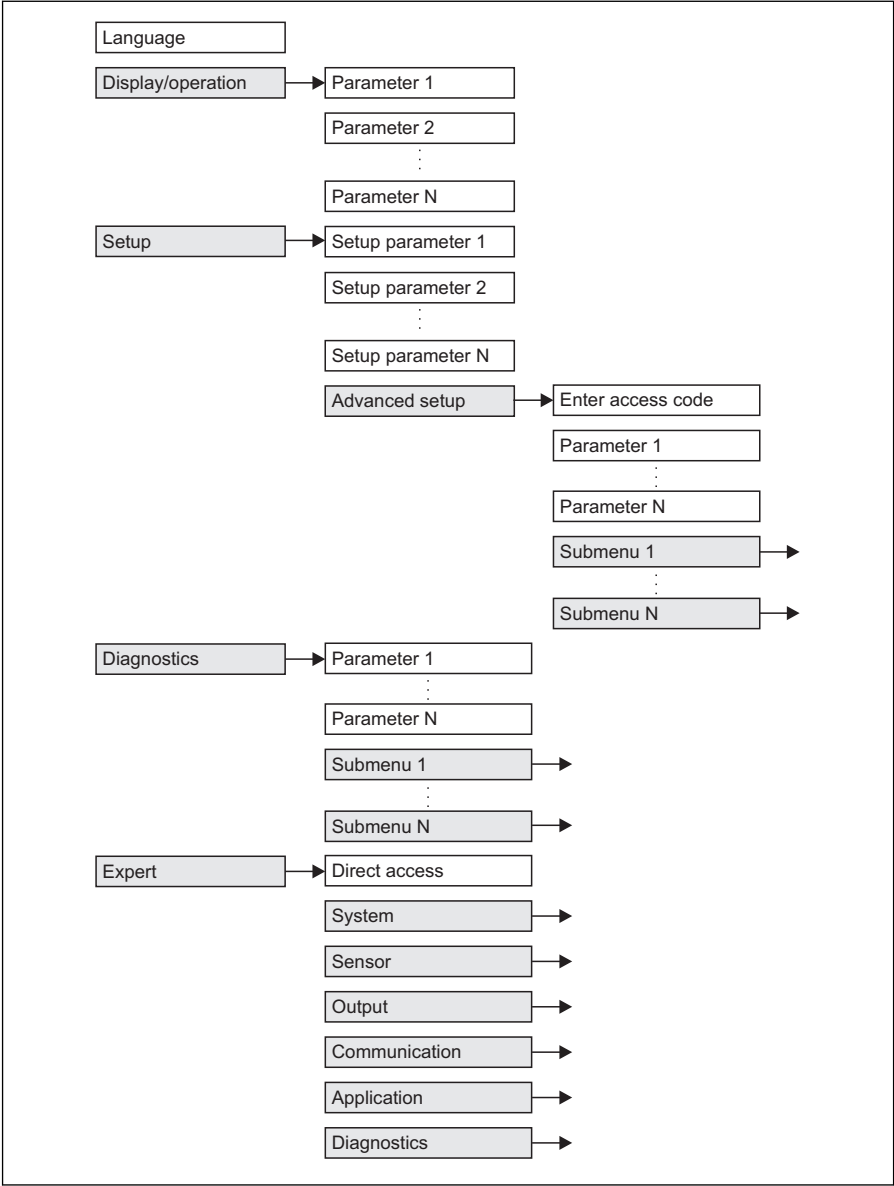 Language
Display/operation
Parameter 1
Parameter 2
Parameter N
Setup
Setup parameter 1
Setup parameter 2
Setup parameter N
Advanced setup
Enter access code
Parameter 1
Parameter N
Submenu 1
Submenu N
Diagnostics
Parameter 1
Parameter N
Submenu 1
Submenu N
Expert
Direct access
System
Sensor
Output
Communication
Application
Diagnostics